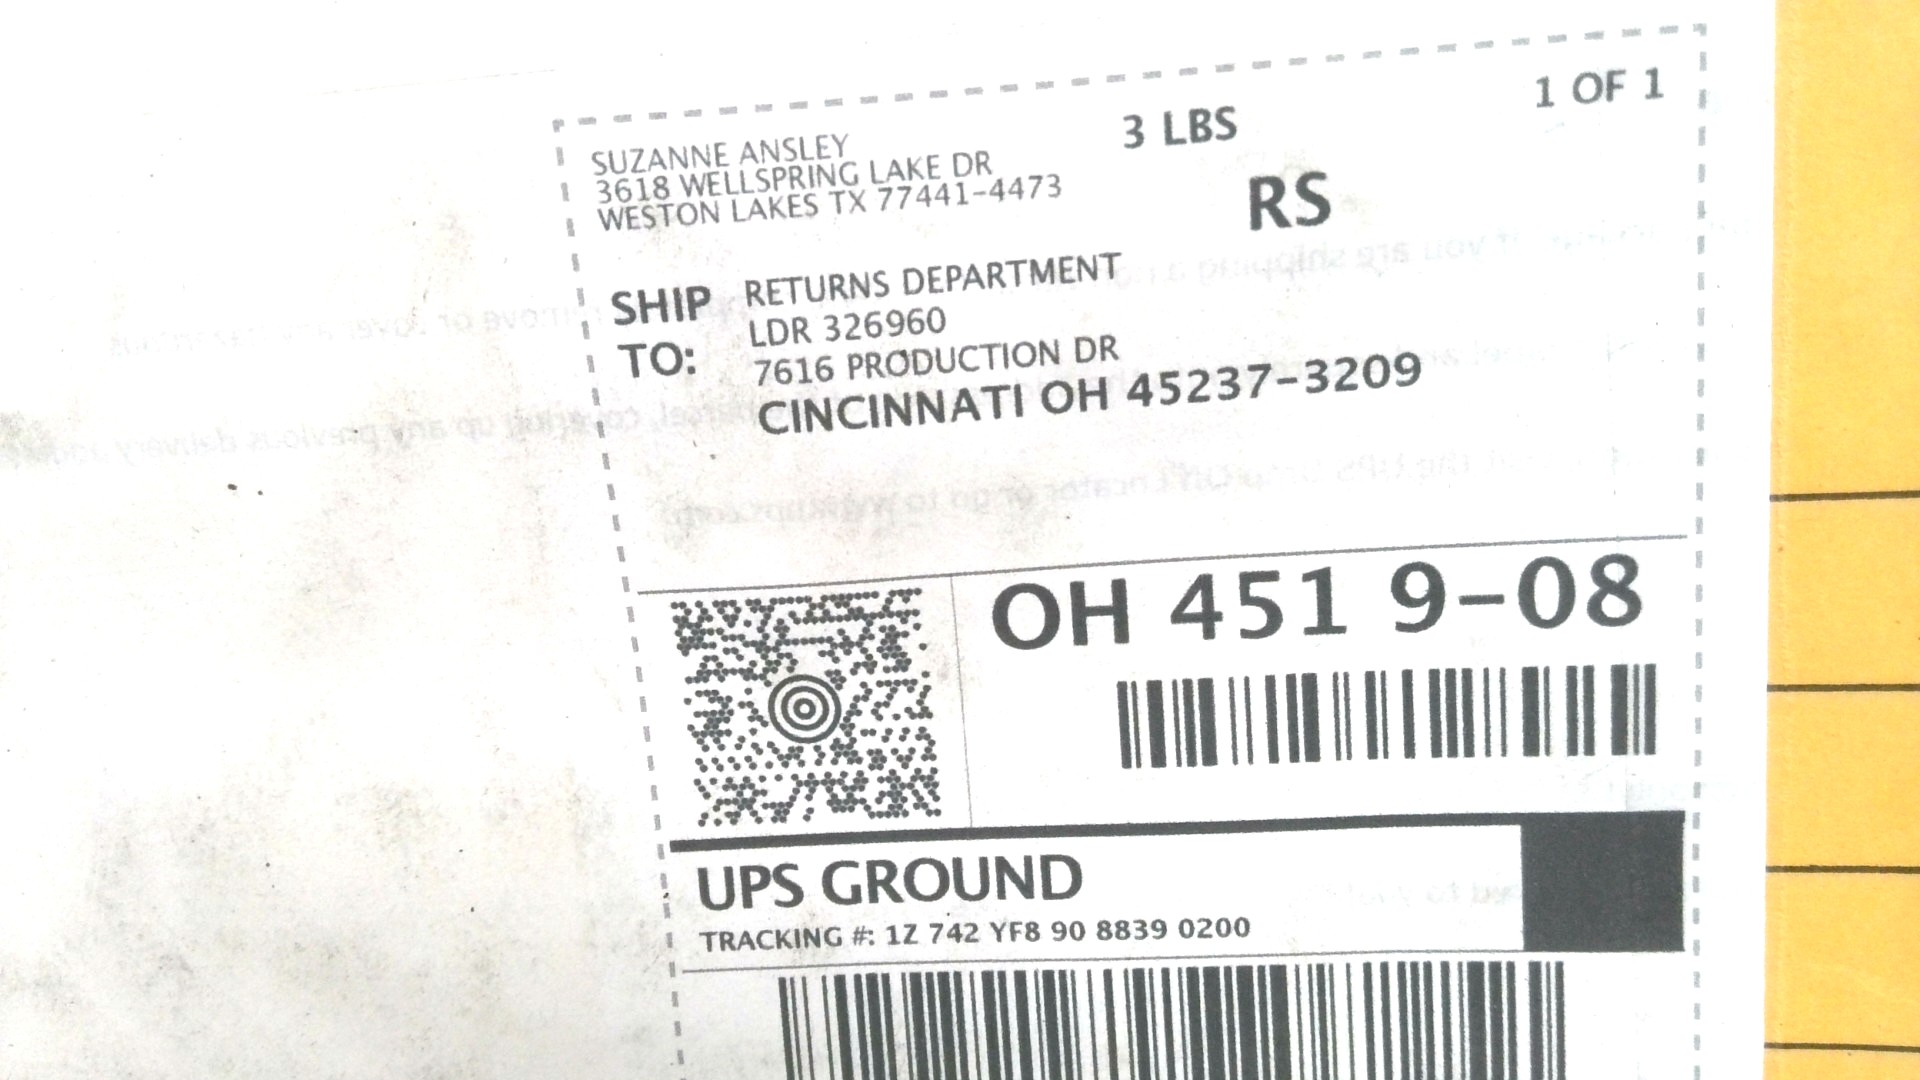 SUZANNE ANSLEY
3618 WELLSPRING LAKE DR
WESTON LAKES TX 77441-4473
3 LBS
1 OF 1
RS
SHIP TO:
RETURNS DEPARTMENT
LDR 326960
7616 PRODUCTION DR
CINCINNATI OH 45237-3209
OH 451 9-08
UPS GROUND
TRACKING #: 1Z 742 YF8 90 8839 0200